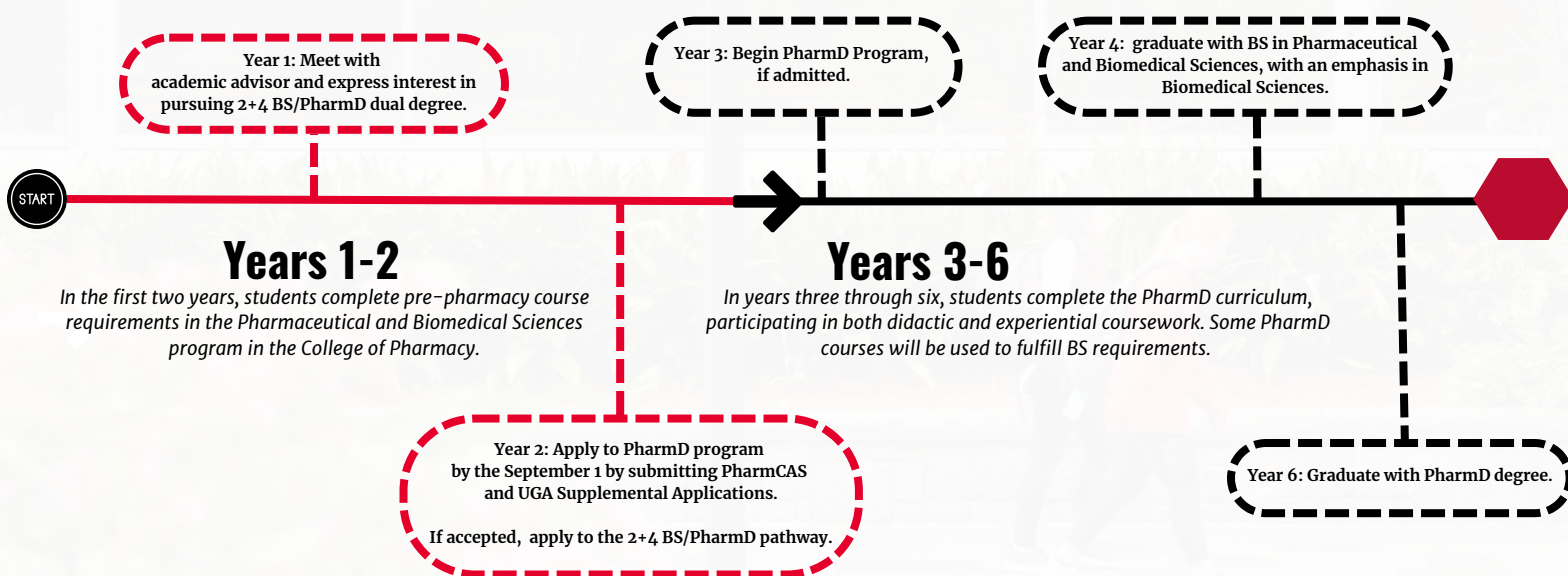 Year 1: Meet with
academic advisor and express interest in
pursuing 2+4 BS/PharmD dual degree.
Year 3: Begin PharmD Program,
if admitted.
Year 4:  graduate with BS in Pharmaceutical
and Biomedical Sciences, with an emphasis in
Biomedical Sciences.
START
Years 1-2
In the first two years, students complete pre-pharmacy course
requirements in the Pharmaceutical and Biomedical Sciences
program in the College of Pharmacy.
Years 3-6
In years three through six, students complete the PharmD curriculum,
participating in both didactic and experiential coursework. Some PharmD
courses will be used to fulfill BS requirements.
Year 2: Apply to PharmD program
by the September 1 by submitting PharmCAS
and UGA Supplemental Applications.
If accepted,  apply to the 2+4 BS/PharmD pathway.
Year 6: Graduate with PharmD degree.